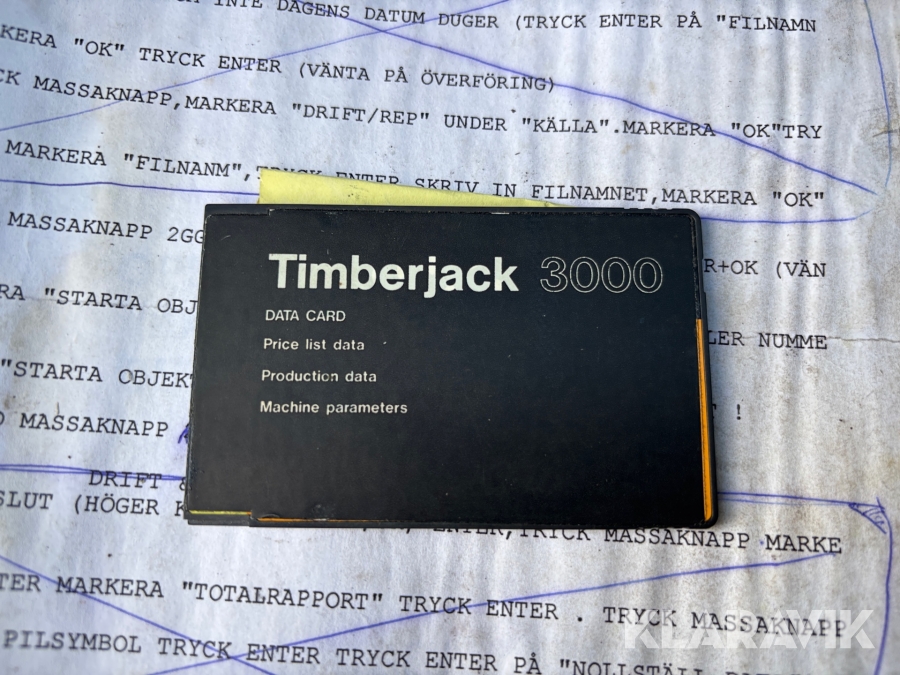 INTE DAGENS DATUM DUGER (TRYCK ENTER PÅ "FILNAMN
KERA "OK" TRYCK ENTER (VÄNTA PÅ ÖVERFÖRING)
CK MASSAKNAPP,MARKERA "DRIFT/REP" UNDER "KÄLLA".MARKERA "OK"TRY
MARKERA "FILNANM", TRYCK ENTER SKRIV IN FILNAMNET,MARKERA "OK"
MASSAKNAPP 2GG
R+OK (VÄN
RA "STARTA OBJ
LER NUMME
"STARTA OBJEK
!
MASSAKNAPP
DRIFT &
SLUT (HÖGER K
ENTER,TRYCK MASSAKNAPP MARKE
TER MARKERA "TOTALRAPPORT" TRYCK ENTER . TRYCK MASSAKNAPP
PILSYMBOL TRYCK ENTER TRYCK ENTER PÅ "NOLLSTÄLL
Timberjack 3000
DATA CARD
Price list data
Production data
Machine parameters
KLARAVIK